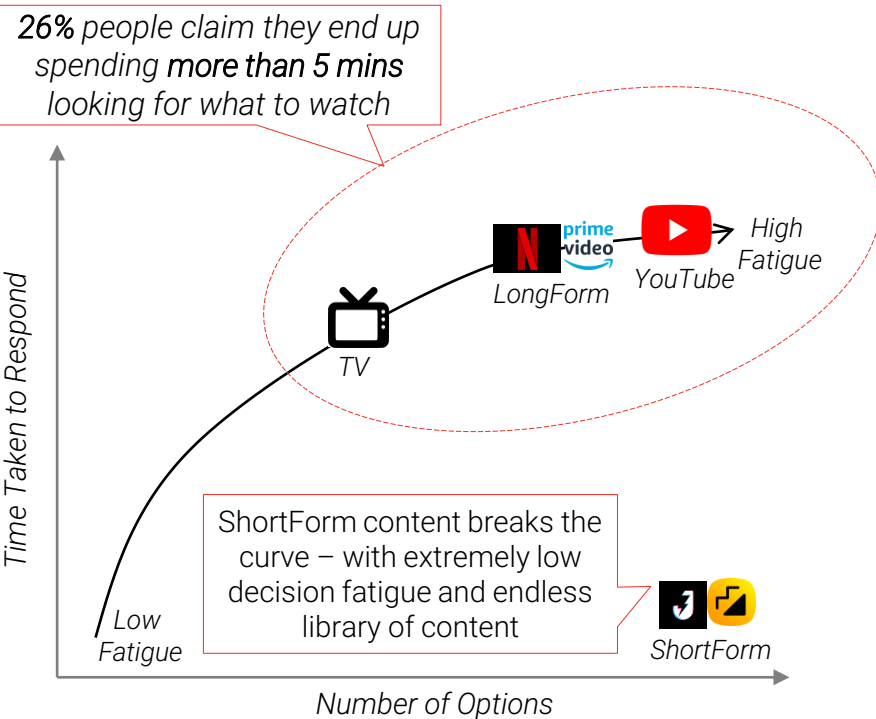 26% people claim they end up
spending more than 5 mins
looking for what to watch
Time Taken to Respond
N
prime
video
LongForm
YouTube
High
Fatigue
TV
ShortForm content breaks the
curve – with extremely low
decision fatigue and endless
library of content
Low
Fatigue
J
ShortForm
Number of Options